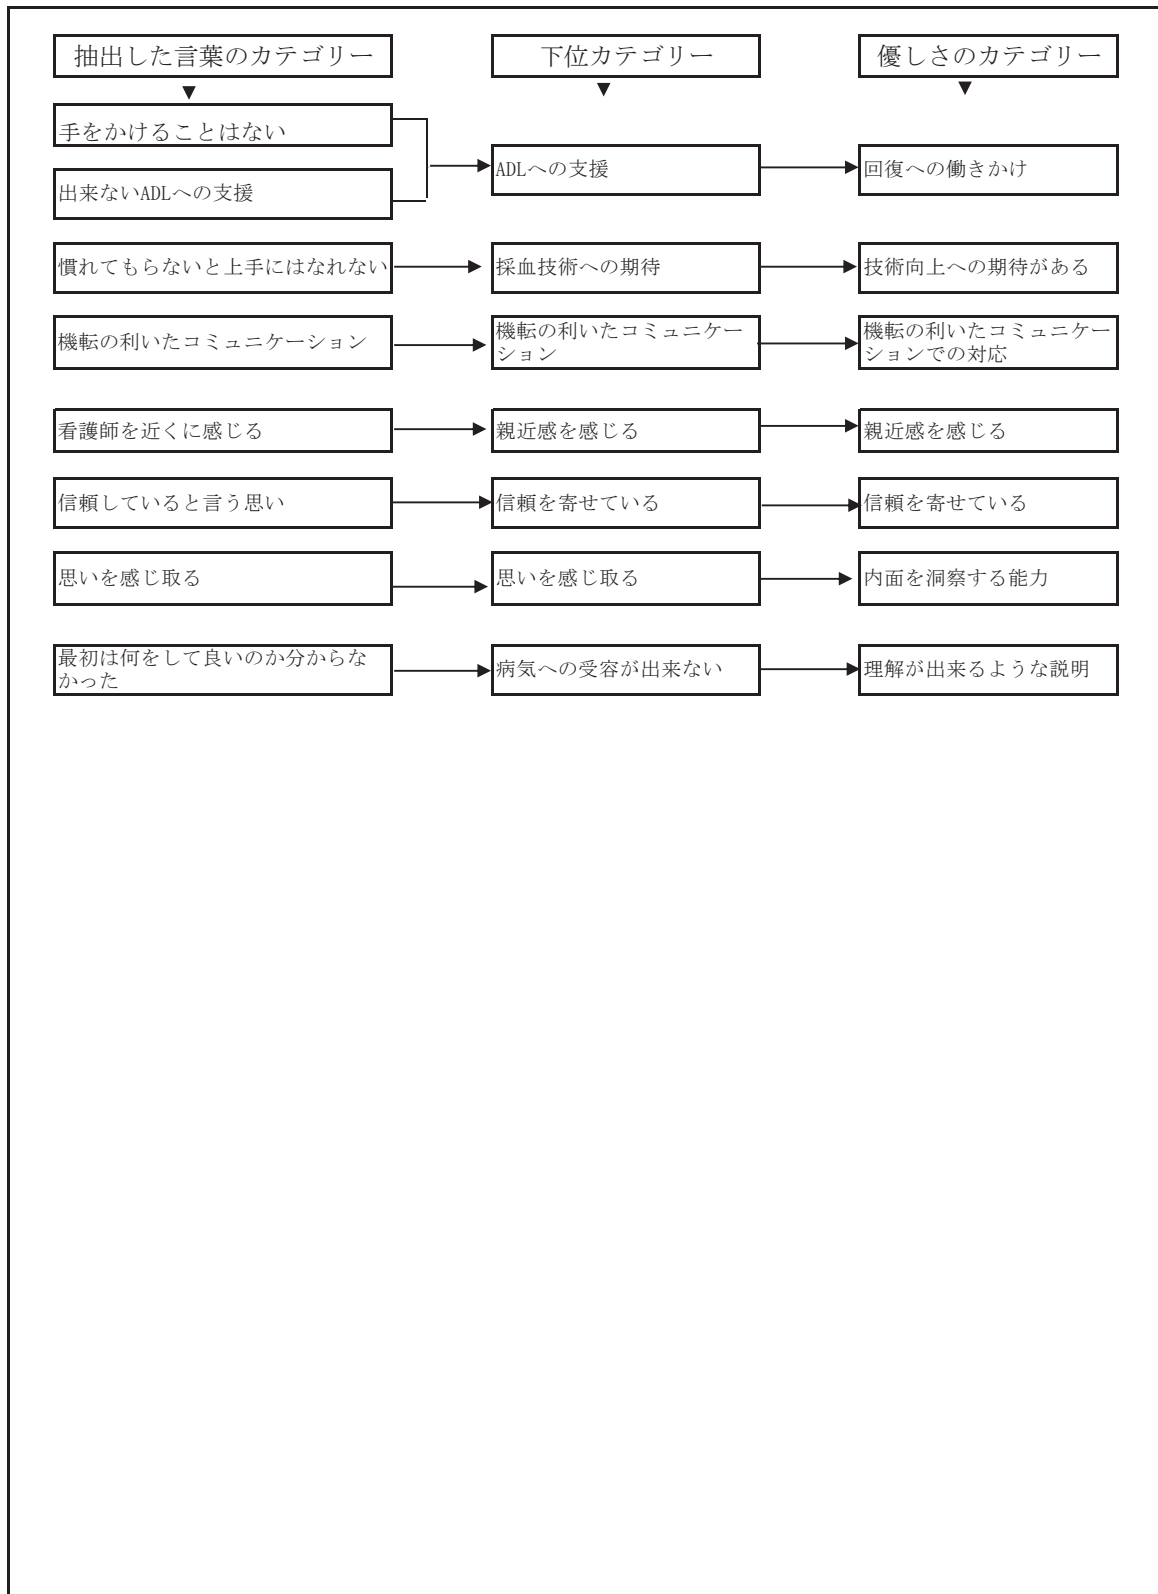 抽出した言葉のカテゴリー
下位カテゴリー
優しさのカテゴリー
▼
▼
▼
手をかけることはない
出来ないADLへの支援
ADLへの支援
回復への働きかけ
慣れてもらないと上手にはなれない
採血技術への期待
技術向上への期待がある
機転の利いたコミュニケーション
機転の利いたコミュニケー
ション
機転の利いたコミュニケー
ションでの対応
看護師を近くに感じる
親近感を感じる
親近感を感じる
信頼していると言う思い
信頼を寄せている
信頼を寄せている
思いを感じ取る
思いを感じ取る
内面を洞察する能力
最初は何をして良いのか分からな
かった
病気への受容が出来ない
理解が出来るような説明